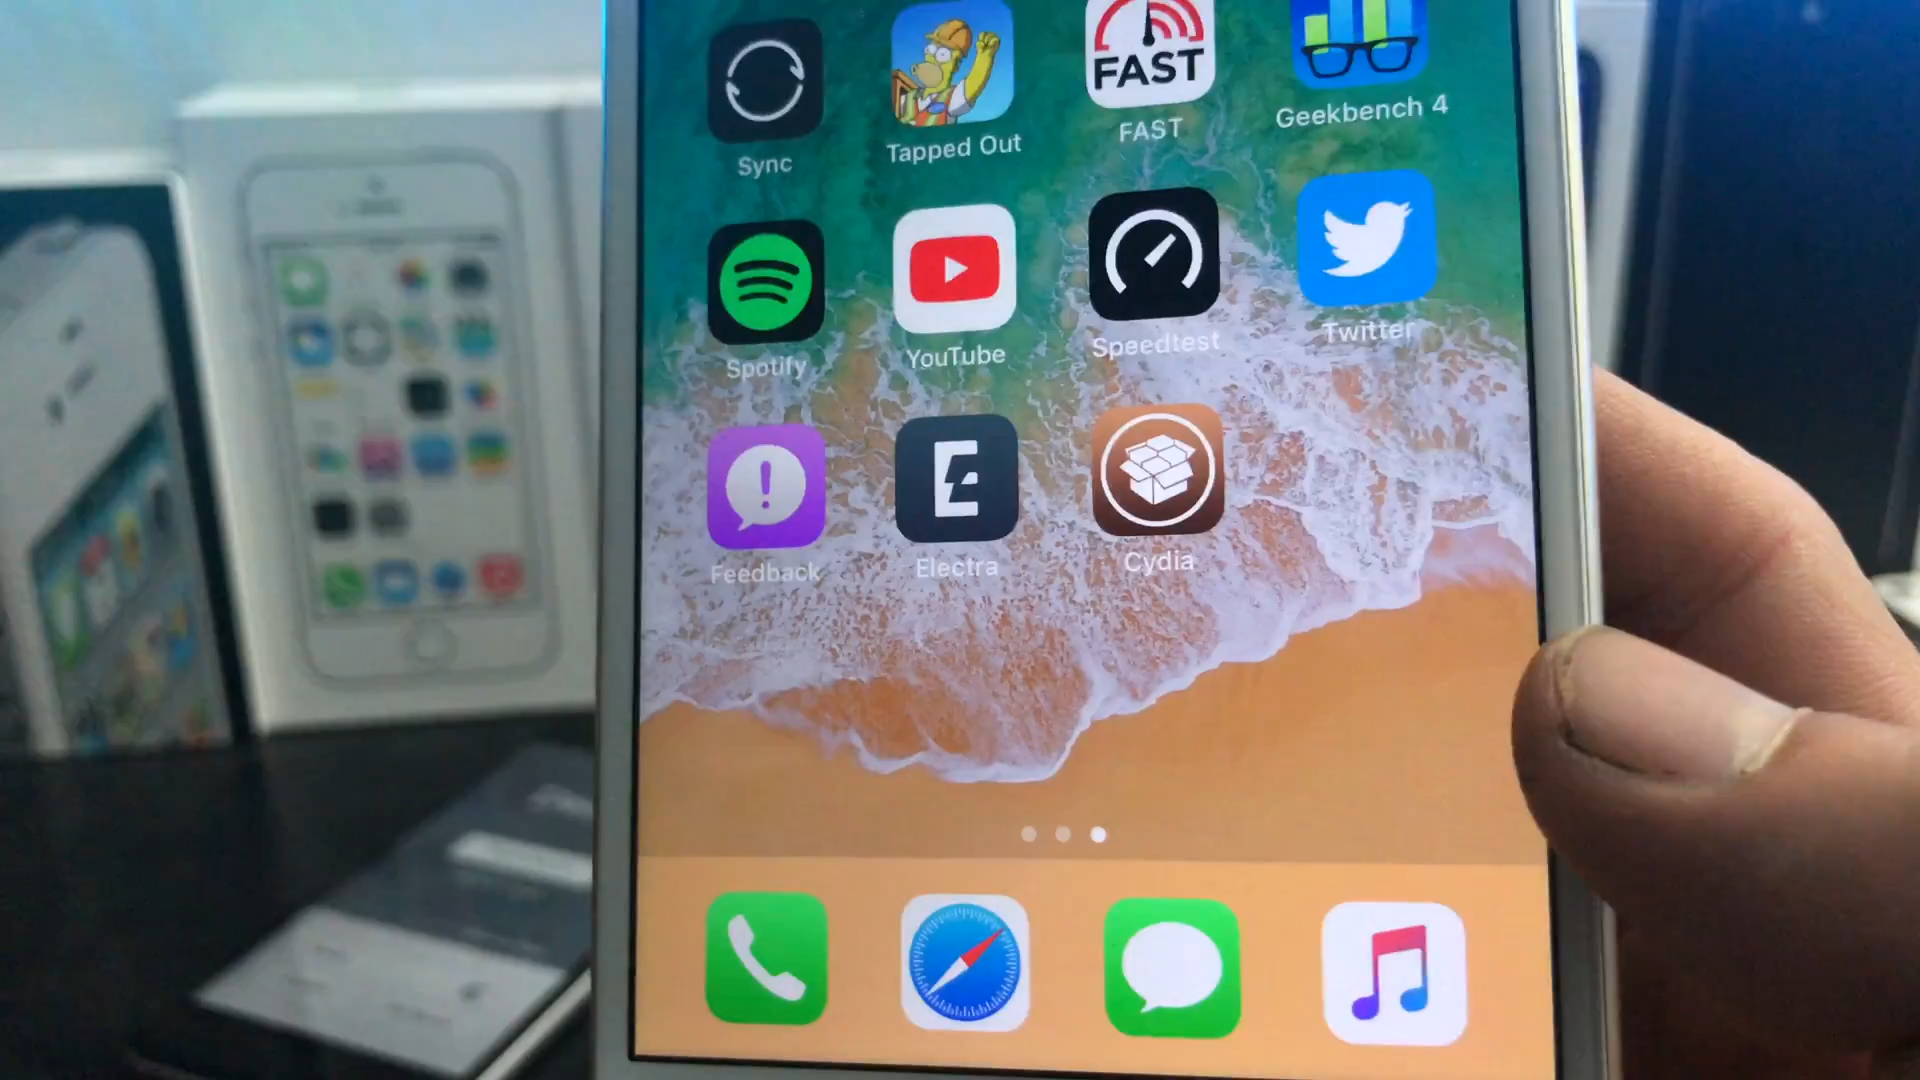 Sync
Tapped Out
FAST
FAST
Geekbench 4
Spotify
YouTube
Speedtest
Twitter
Feedback
Electra
Cydia